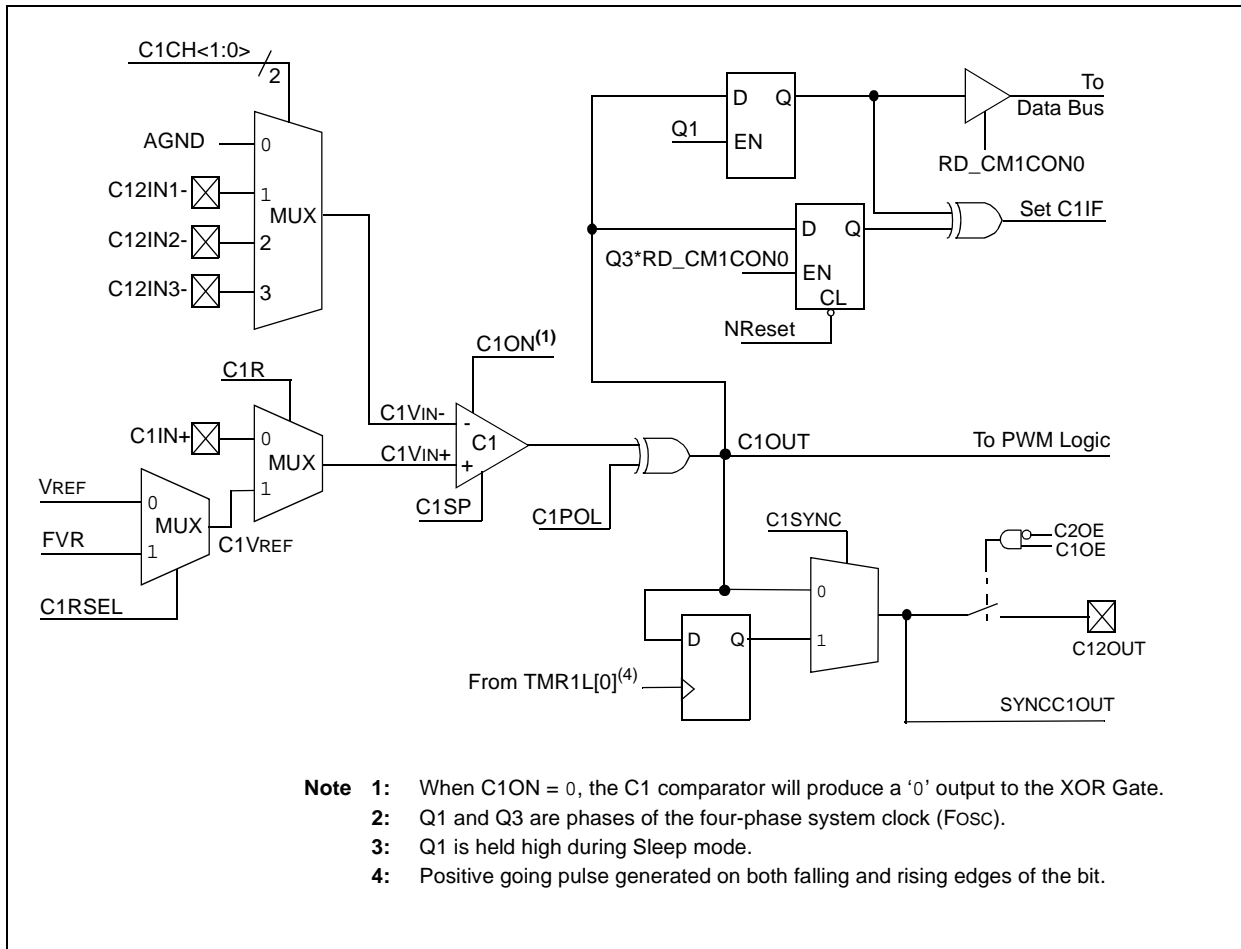 C1CH<1:0>
2
AGND
0
C12IN1-
1
MUX
C12IN2-
2
C12IN3-
3
D Q
Q1
EN
To
Data Bus
RD_CM1CON0
D Q
Q3*RD_CM1CON0
EN
CL
NReset
Set C1IF
C1ON(1)
C1R
C1IN+
0
MUX
1
C1VIN-
-
C1
C1VIN+
+
C1SP
VREF
0
MUX
FVR
1
C1VREF
C1RSEL
C1POL
C1OUT
To PWM Logic
C1SYNC
C2OE
C1OE
0
1
D Q
From TMR1L[0](4)
C12OUT
SYNCC1OUT
Note 1: When C1ON = 0, the C1 comparator will produce a ‘0’ output to the XOR Gate.
2: Q1 and Q3 are phases of the four-phase system clock (FOSC).
3: Q1 is held high during Sleep mode.
4: Positive going pulse generated on both falling and rising edges of the bit.